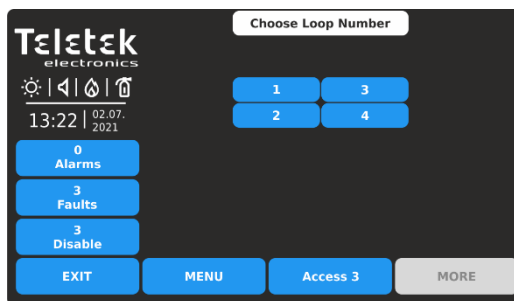 Teletek
electronics
13:22 | 02.07.
2021
Choose Loop Number
1 3
2 4
0
Alarms
3
Faults
3
Disable
EXIT MENU Access 3 MORE